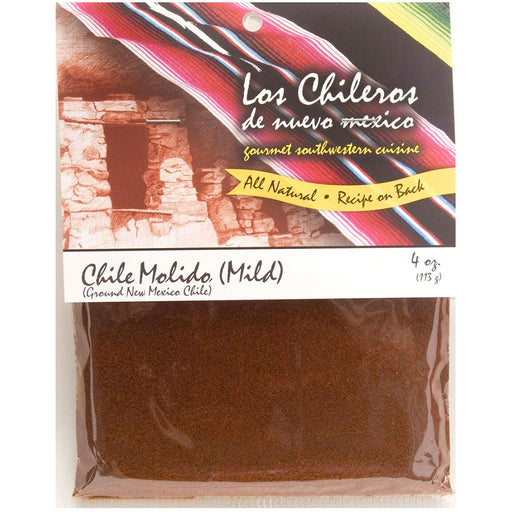 Los Chileros
de nuevo mexico
gourmet southwestern cuisine
All Natural • Recipe on Back
Chile Molido (Mild)
(Ground New Mexico Chile)
4 oz.
(113 g)